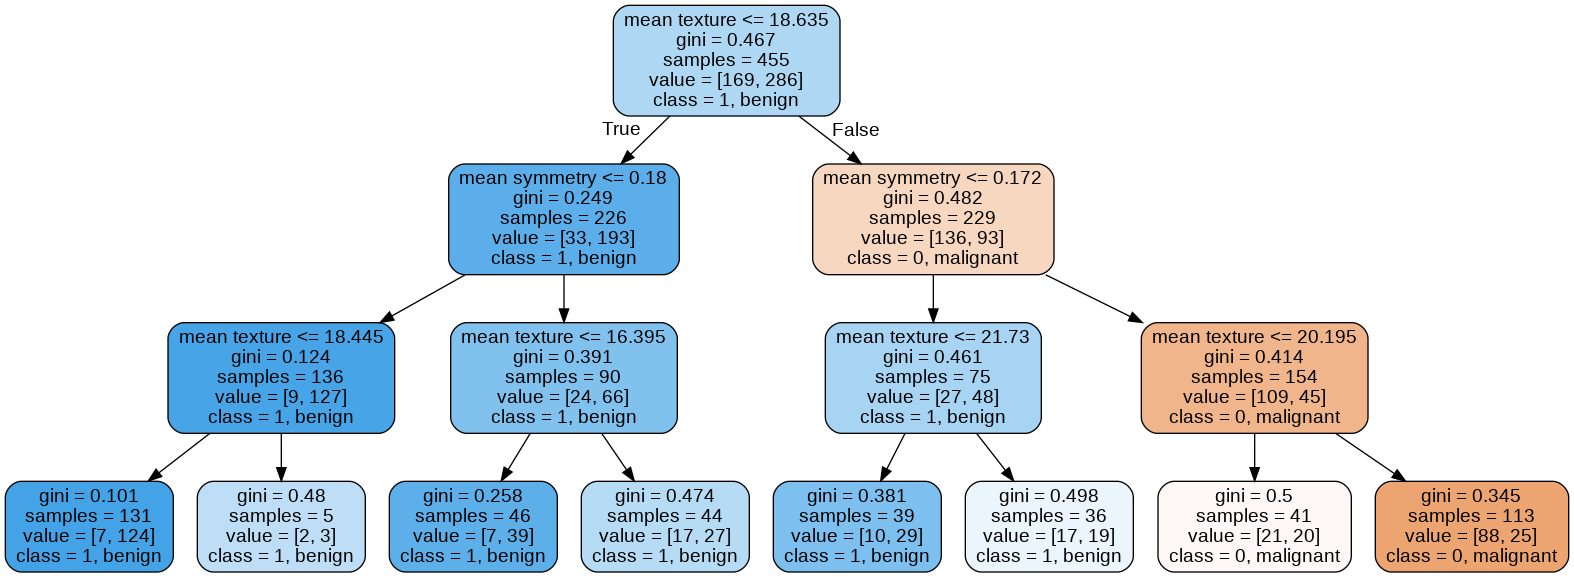 mean texture <= 18.635
gini = 0.467
samples = 455
value = [169, 286]
class = 1, benign
True
False
mean symmetry <= 0.18
gini = 0.249
samples = 226
value = [33, 193]
class = 1, benign
mean symmetry <= 0.172
gini = 0.482
samples = 229
value = [136, 93]
class = 0, malignant
mean texture <= 18.445
gini = 0.124
samples = 136
value = [9, 127]
class = 1, benign
mean texture <= 16.395
gini = 0.391
samples = 90
value = [24, 66]
class = 1, benign
mean texture <= 21.73
gini = 0.461
samples = 75
value = [27, 48]
class = 1, benign
mean texture <= 20.195
gini = 0.414
samples = 154
value = [109, 45]
class = 0, malignant
gini = 0.101
samples = 131
value = [7, 124]
class = 1, benign
gini = 0.48
samples = 5
value = [2, 3]
class = 1, benign
gini = 0.258
samples = 46
value = [7, 39]
class = 1, benign
gini = 0.474
samples = 44
value = [17, 27]
class = 1, benign
gini = 0.381
samples = 39
value = [10, 29]
class = 1, benign
gini = 0.498
samples = 36
value = [17, 19]
class = 1, benign
gini = 0.5
samples = 41
value = [21, 20]
class = 0, malignant
gini = 0.345
samples = 113
value = [88, 25]
class = 0, malignant